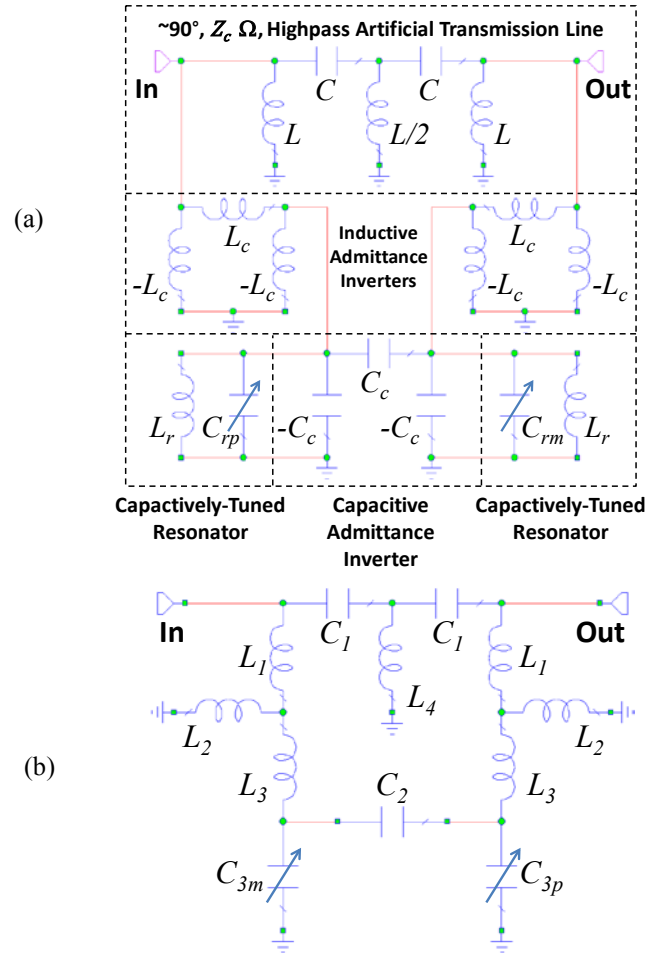 ~90°, Z_c Ω, Highpass Artificial Transmission Line
In
Out
C
C
L
L/2
L
(a)
L_c
Inductive
Admittance
Inverters
L_c
-L_c
-L_c
-L_c
-L_c
C_c
L_r
C_rp
-C_c
-C_c
C_rm
L_r
Capactively-Tuned
Resonator
Capacitive
Admittance
Inverter
Capactively-Tuned
Resonator
In
Out
C_1
C_1
L_1
L_1
L_2
L_4
L_2
(b)
L_3
C_2
L_3
C_3m
C_3p